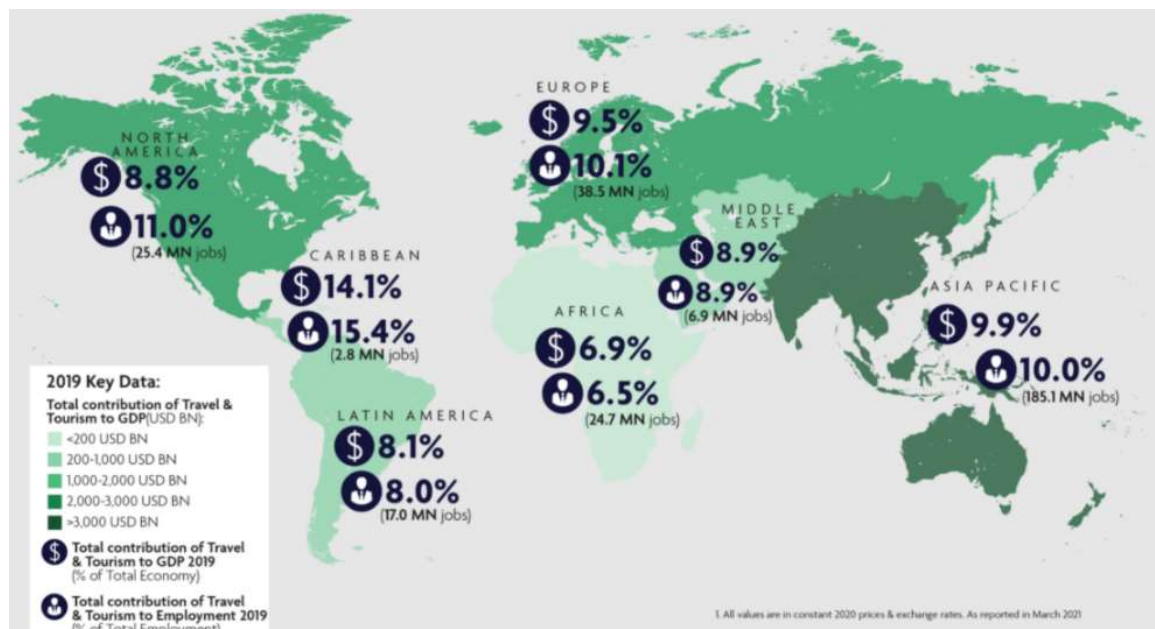 NORTH
AMERICA
$ 8.8%
11.0%
(25.4 MN jobs)
CARIBBEAN
$ 14.1%
15.4%
(2.8 MN jobs)
LATIN AMERICA
$ 8.1%
8.0%
(17.0 MN jobs)
EUROPE
$ 9.5%
10.1%
(38.5 MN jobs)
MIDDLE
EAST
$ 8.9%
8.9%
(6.9 MN jobs)
AFRICA
$ 6.9%
6.5%
(24.7 MN jobs)
ASIA PACIFIC
$ 9.9%
10.0%
(185.1 MN jobs)
2019 Key Data:
Total contribution of Travel &
Tourism to GDP(USD BN):
<200 USD BN
200-1,000 USD BN
1,000-2,000 USD BN
2,000-3,000 USD BN
>3,000 USD BN
$ Total contribution of Travel
& Tourism to GDP 2019
(% of Total Economy)
Total contribution of Travel
& Tourism to Employment 2019
(% of Total Employment)
1. All values are in constant 2020 prices & exchange rates. As reported in March 2021